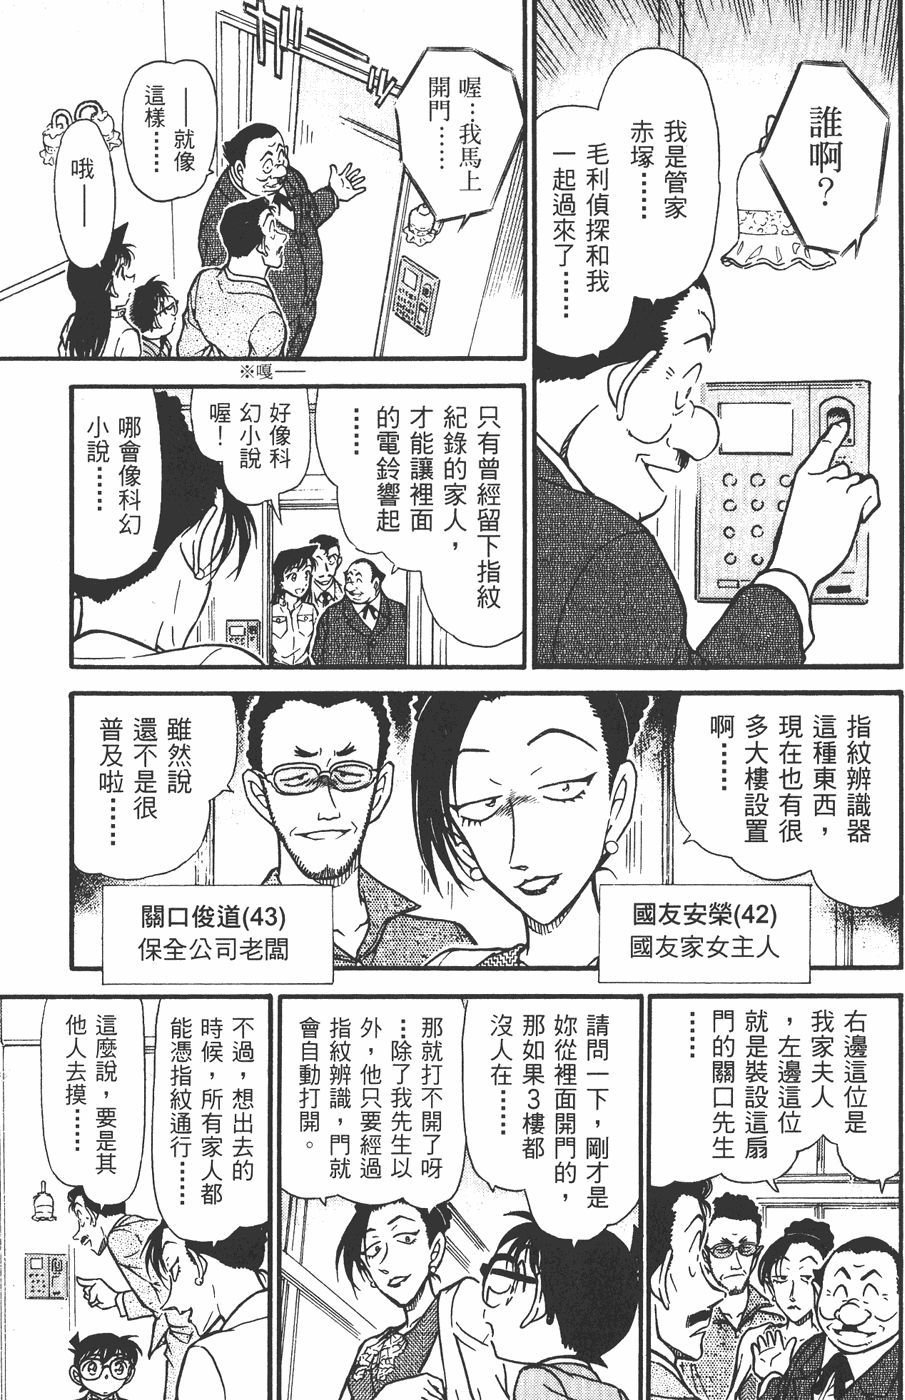 誰啊？
我是管家
赤塚……
毛利偵探和我
一起過來了……
喔…我馬上
開門……
——就像
這樣……
哦——
※嘎——
只有曾經留下指紋
紀錄的家人，
才能讓裡面
的電鈴響起
……
好像科
幻小說
喔！
哪會像科幻
小說……
指紋辨識器
這種東西，
現在也有很
多大樓設置
啊……
雖然說
還不是很
普及啦……
國友安榮(42)
國友家女主人
關口俊道(43)
保全公司老闆
右邊這位是
我家夫人
，左邊這位
就是裝設這扇
門的關口先生
……
請問一下，剛才是
妳從裡面開門的，
那如果3樓都
沒人在……
那就打不開了呀
…除了我先生以
外，他只要經過
指紋辨識，門就
會自動打開。
不過，想出去的
時候，所有家人都
能憑指紋通行……
這麼說，要是其
他人去摸……